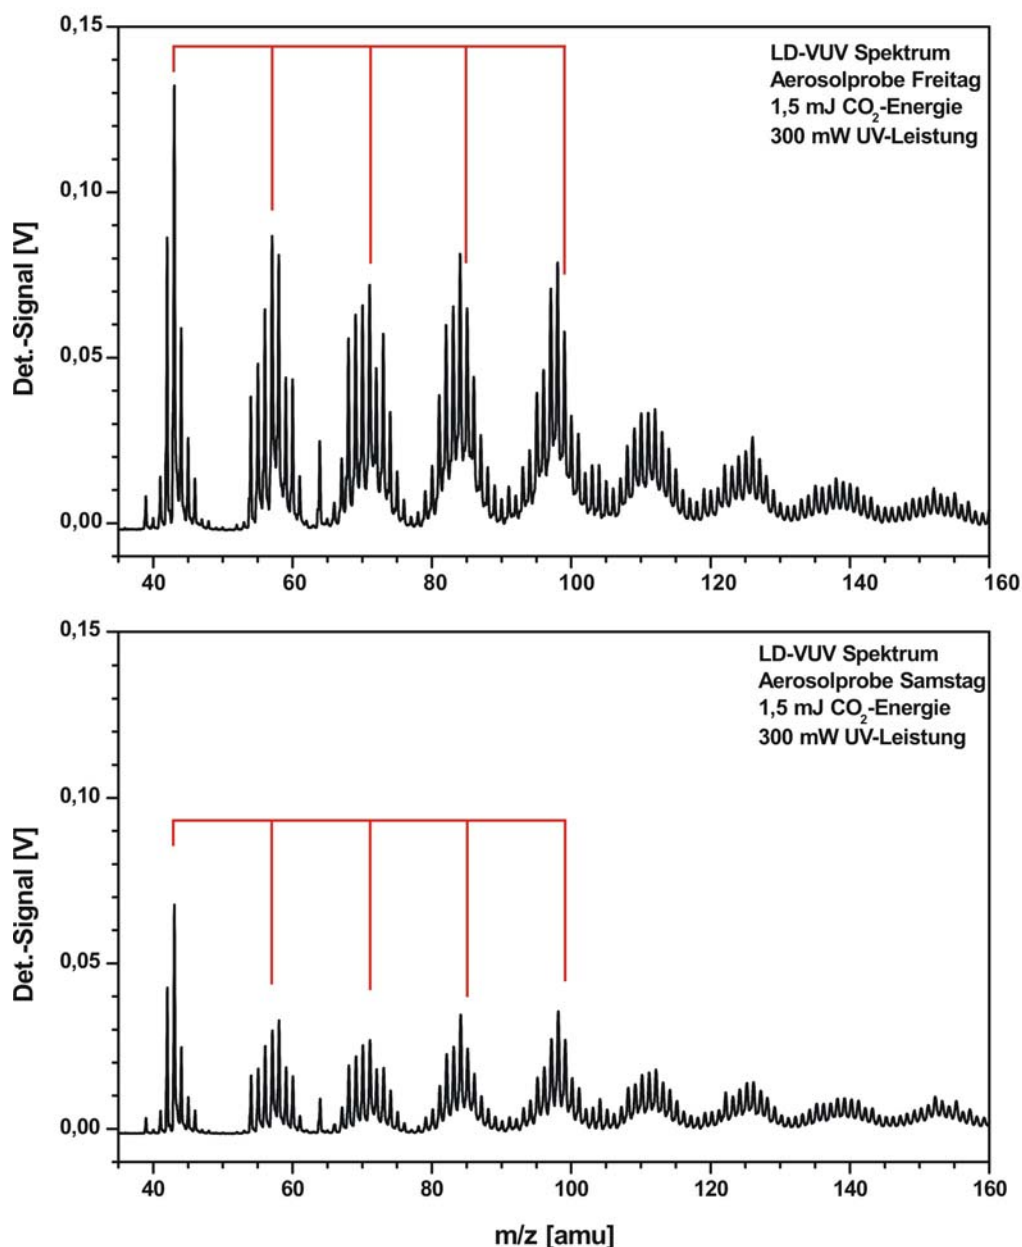 0,15
0,10
0,05
0,00
Det.-Signal [V]
LD-VUV Spektrum
Aerosolprobe Freitag
1,5 mJ CO₂-Energie
300 mW UV-Leistung
40 60 80 100 120 140 160
0,15
0,10
0,05
0,00
Det.-Signal [V]
LD-VUV Spektrum
Aerosolprobe Samstag
1,5 mJ CO₂-Energie
300 mW UV-Leistung
40 60 80 100 120 140 160
m/z [amu]